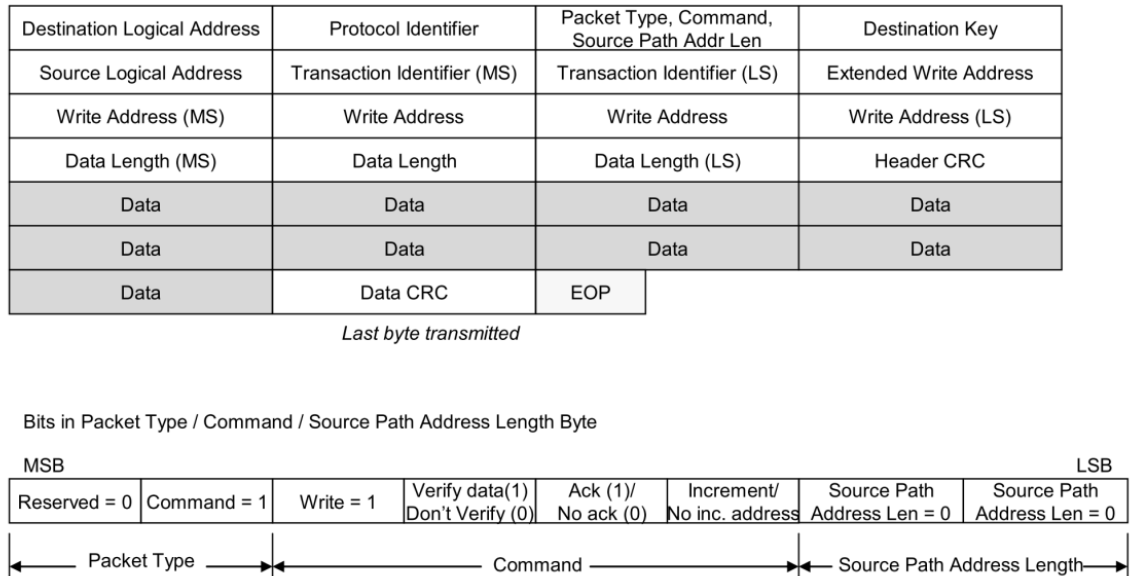 Destination Logical Address Protocol Identifier Packet Type, Command, Source Path Addr Len Destination Key
Source Logical Address Transaction Identifier (MS) Transaction Identifier (LS) Extended Write Address
Write Address (MS) Write Address Write Address Write Address (LS)
Data Length (MS) Data Length Data Length (LS) Header CRC
Data Data Data Data
Data Data Data Data
Data Data CRC EOP
Last byte transmitted
Bits in Packet Type / Command / Source Path Address Length Byte
MSB LSB
Reserved = 0 Command = 1 Write = 1 Verify data(1) Don't Verify (0) Ack (1)/ No ack (0) Increment/ No inc. address Source Path Address Len = 0 Source Path Address Len = 0
Packet Type Command Source Path Address Length